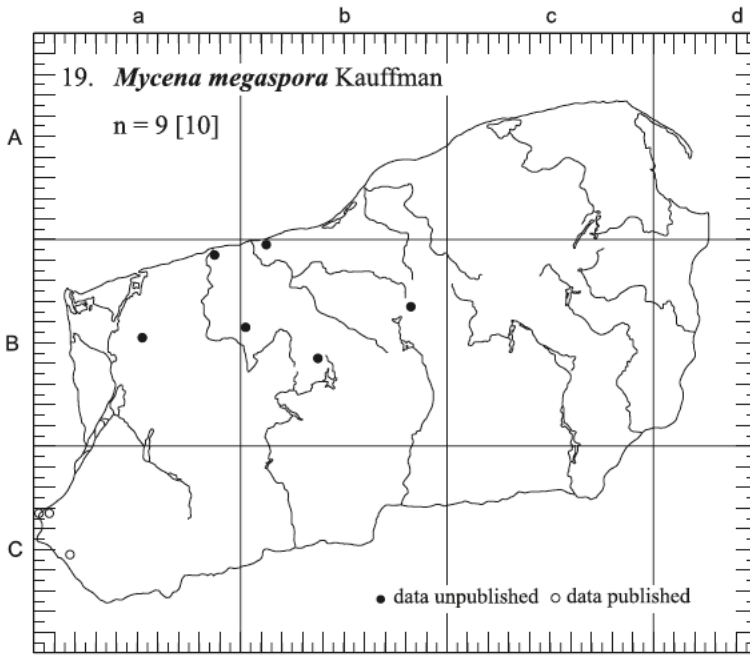 a b c d
19. Mycena megaspora Kauffman
n = 9 [10]
A
B
C
● data unpublished ○ data published